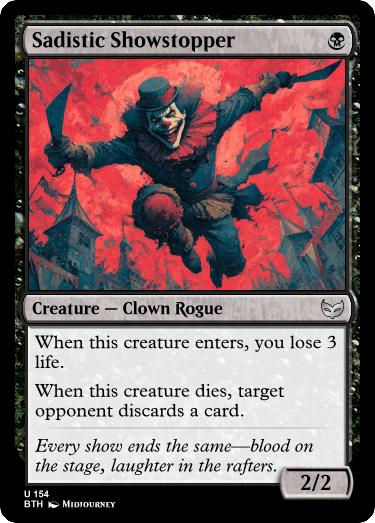 Sadistic Showstopper
Creature — Clown Rogue
When this creature enters, you lose 3
life.
When this creature dies, target
opponent discards a card.
Every show ends the same—blood on
the stage, laughter in the rafters.
2/2
U 154
BTH Midjourney